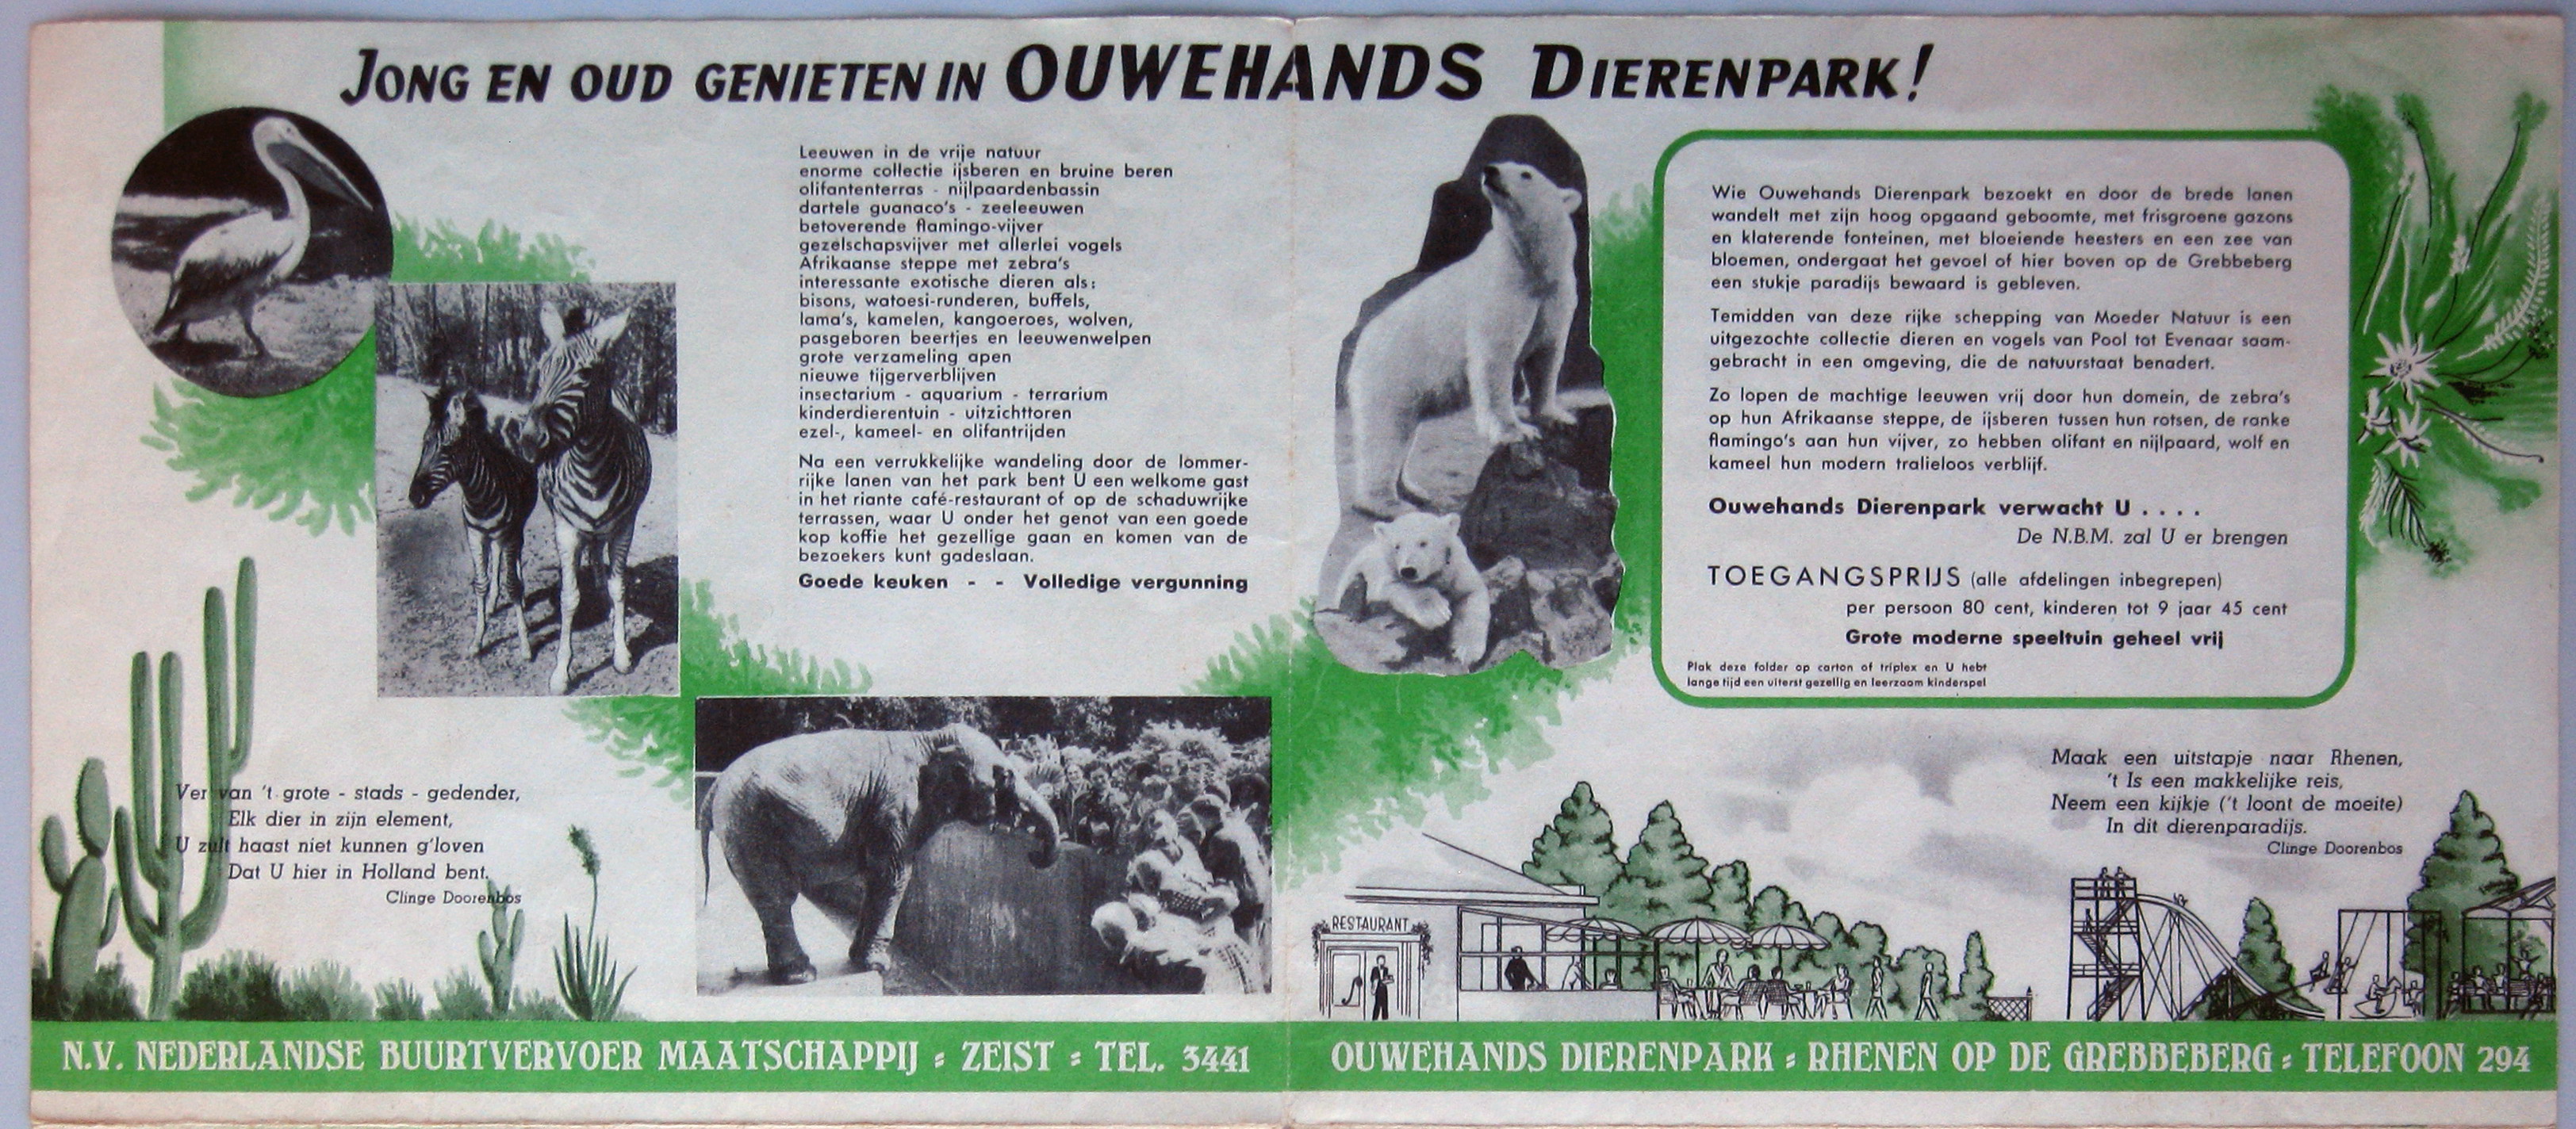 JONG EN OUD GENIETEN IN OUWEHANDS DIERENPARK!
Leeuwen in de vrije natuur
enorme collectie ijsberen en bruine beren
olifantenterras - nijlpaardenbassin
dartele guanaco's - zeeleeuwen
betoverende flamingo-vijver
gezelschapsvijver met allerlei vogels
Afrikaanse steppe met zebra's
interessante exotische dieren als:
bisons, watoesi-runderen, buffels,
lama's, kamelen, kangoeroes, wolven,
pasgeboren beertjes en leeuwenwelpen
grote verzameling apen
nieuwe tijgerverblijven
insectarium - aquarium - terrarium
kinderdierentuin - uitzichttoren
ezel-, kameel- en olifantrijden
Na een verrukkelijke wandeling door de lommer-
rijke lanen van het park bent U een welkome gast
in het riante café-restaurant of op de schaduwrijke
terrassen, waar U onder het genot van een goede
kop koffie het gezellige gaan en komen van de
bezoekers kunt gadeslaan.
Goede keuken - - Volledige vergunning
Ver van 't grote - stads - gedender,
Elk dier in zijn element,
U zult haast niet kunnen g'loven
Dat U hier in Holland bent.
Clinge Doorenbos
N.V. NEDERLANDSE BUURTVERVOER MAATSCHAPPIJ : ZEIST : TEL. 3441
Wie Ouwehands Dierenpark bezoekt en door de brede lanen
wandelt met zijn hoog opgaand geboomte, met frisgroene gazons
en klaterende fonteinen, met bloeiende heesters en een zee van
bloemen, ondergaat het gevoel of hier boven op de Grebbeberg
een stukje paradijs bewaard is gebleven.
Temidden van deze rijke schepping van Moeder Natuur is een
uitgezochte collectie dieren en vogels van Pool tot Evenaar saam-
gebracht in een omgeving, die de natuurstaat benadert.
Zo lopen de machtige leeuwen vrij door hun domein, de zebra's
op hun Afrikaanse steppe, de ijsberen tussen hun rotsen, de ranke
flamingo's aan hun vijver, zo hebben olifant en nijlpaard, wolf en
kameel hun modern tralieloos verblijf.
Ouwehands Dierenpark verwacht U . . . .
De N.B.M. zal U er brengen
TOEGANGSPRIJS (alle afdelingen inbegrepen)
per persoon 80 cent, kinderen tot 9 jaar 45 cent
Grote moderne speeltuin geheel vrij
Plak deze folder op carton of triplex en U hebt
lange tijd een uiterst gezellig en leerzaam kinderspel
Maak een uitstapje naar Rhenen,
't Is een makkelijke reis,
Neem een kijkje ('t loont de moeite)
In dit dierenparadijs.
Clinge Doorenbos
RESTAURANT
OUWEHANDS DIERENPARK : RHENEN OP DE GREBBEBERG : TELEFOON 294